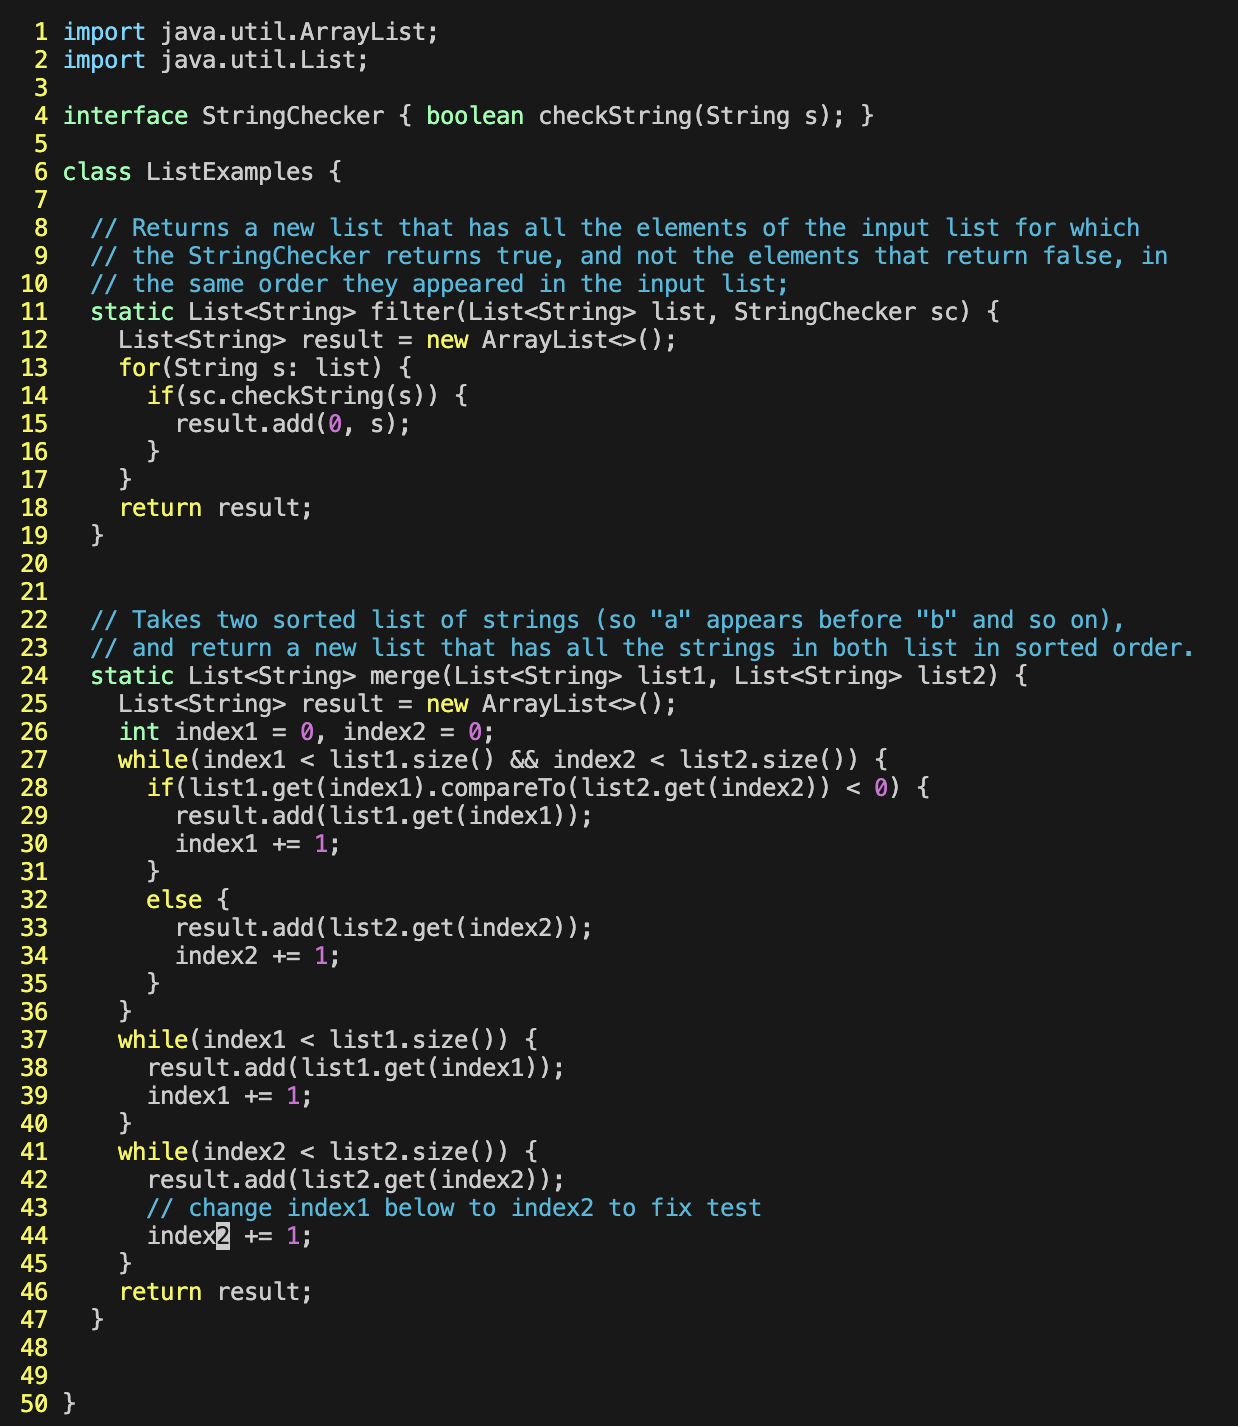 1 import java.util.ArrayList;
2 import java.util.List;
3
4 interface StringChecker { boolean checkString(String s); }
5
6 class ListExamples {
7
8   // Returns a new list that has all the elements of the input list for which
9   // the StringChecker returns true, and not the elements that return false, in
10   // the same order they appeared in the input list;
11   static List<String> filter(List<String> list, StringChecker sc) {
12     List<String> result = new ArrayList<>();
13     for(String s: list) {
14       if(sc.checkString(s)) {
15         result.add(0, s);
16       }
17     }
18     return result;
19   }
20
21
22   // Takes two sorted list of strings (so "a" appears before "b" and so on),
23   // and return a new list that has all the strings in both list in sorted order.
24   static List<String> merge(List<String> list1, List<String> list2) {
25     List<String> result = new ArrayList<>();
26     int index1 = 0, index2 = 0;
27     while(index1 < list1.size() && index2 < list2.size()) {
28       if(list1.get(index1).compareTo(list2.get(index2)) < 0) {
29         result.add(list1.get(index1));
30         index1 += 1;
31       }
32       else {
33         result.add(list2.get(index2));
34         index2 += 1;
35       }
36     }
37     while(index1 < list1.size()) {
38       result.add(list1.get(index1));
39       index1 += 1;
40     }
41     while(index2 < list2.size()) {
42       result.add(list2.get(index2));
43       // change index1 below to index2 to fix test
44       index2 += 1;
45     }
46     return result;
47   }
48
49
50 }